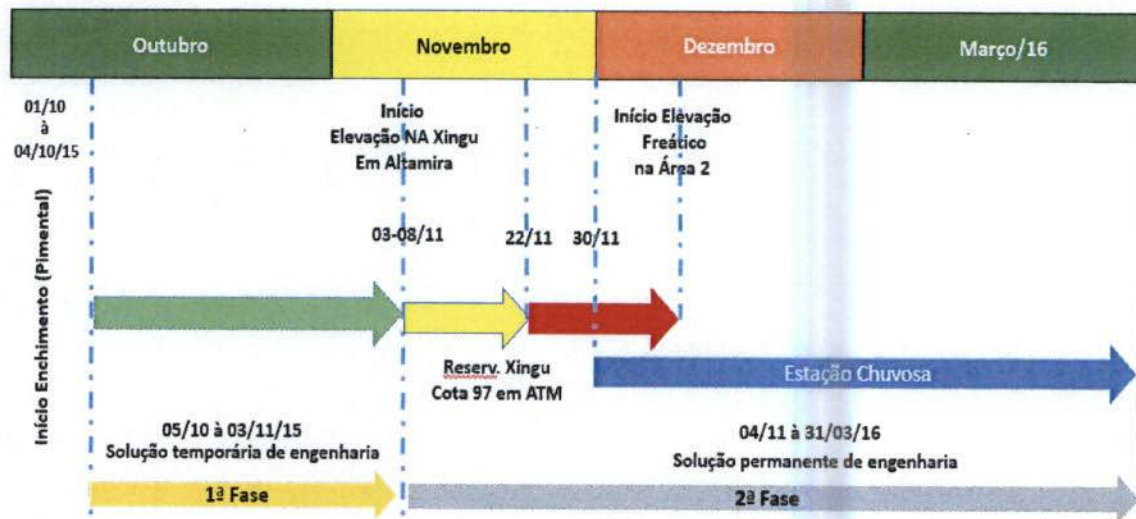 Outubro
Novembro
Dezembro
Março/16
01/10
à
04/10/15
Início Enchimento (Pimental)
Início
Elevação NA Xingu
Em Altamira
Início Elevação
Freático
na Área 2
03-08/11
22/11
30/11
Reserv. Xingu
Cota 97 em ATM
Estação Chuvosa
05/10 à 03/11/15
Solução temporária de engenharia
04/11 à 31/03/16
Solução permanente de engenharia
1ª Fase
2ª Fase